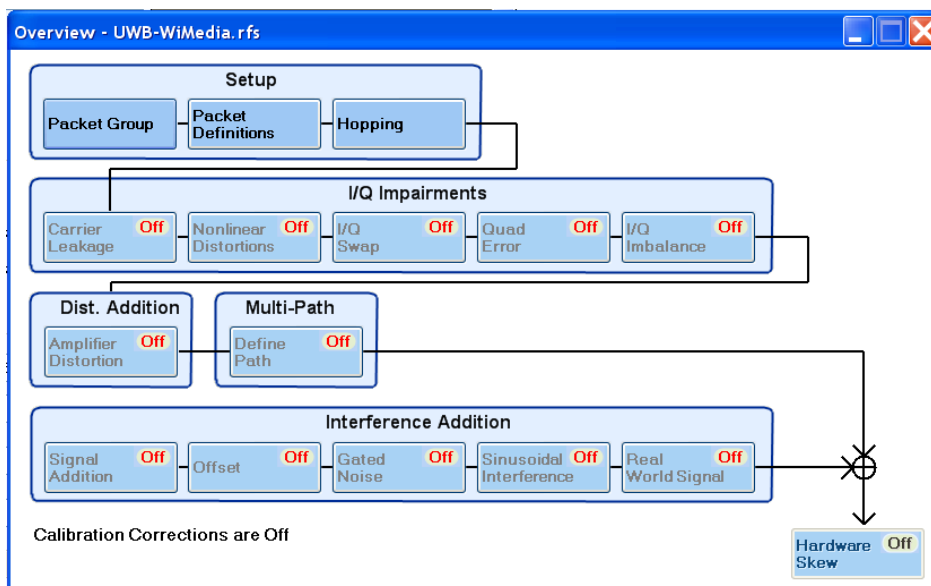 Overview - UWB-WiMedia.rfs
Setup
Packet Group
Packet
Definitions
Hopping
I/Q Impairments
Carrier
Leakage
Off
Nonlinear
Distortions
Off
I/Q
Swap
Off
Quad
Error
Off
I/Q
Imbalance
Off
Dist. Addition
Amplifier
Distortion
Off
Multi-Path
Define
Path
Off
Interference Addition
Signal
Addition
Off
Offset
Off
Gated
Noise
Off
Sinusoidal
Interference
Off
Real
World Signal
Off
Calibration Corrections are Off
Hardware
Skew
Off